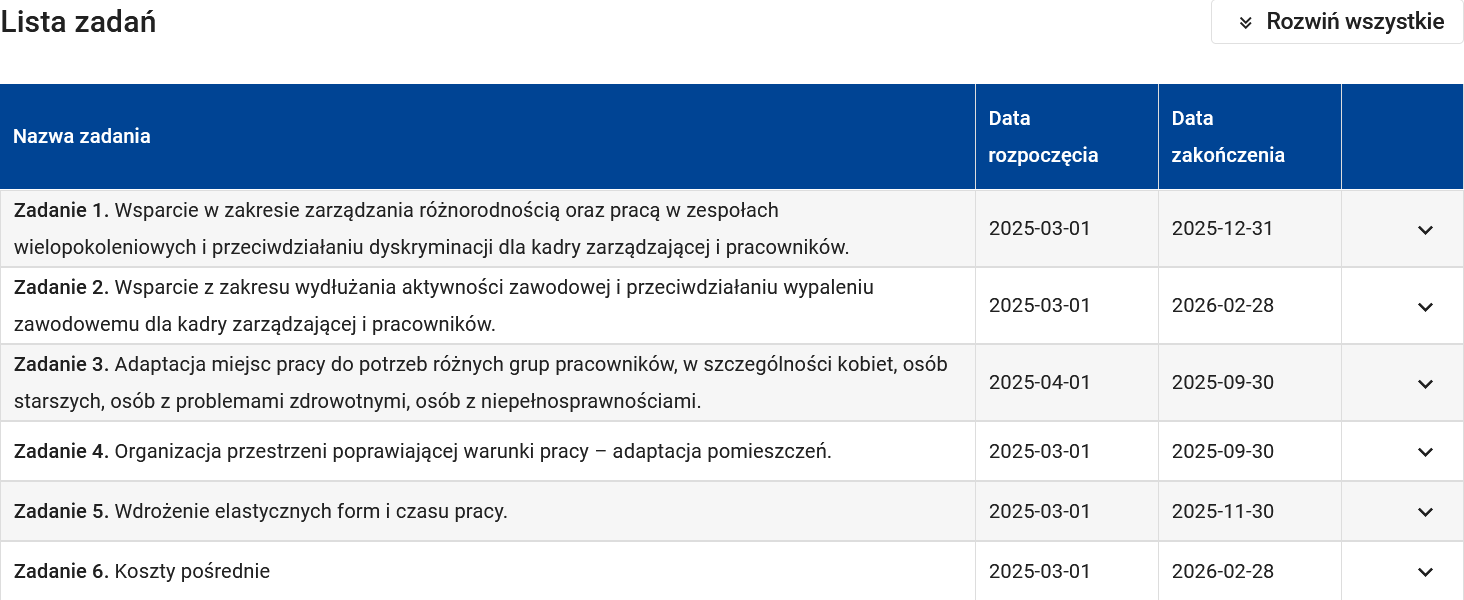 Lista zadań
Rozwiń wszystkie
Nazwa zadania
Data
rozpoczęcia
Data
zakończenia
Zadanie 1. Wsparcie w zakresie zarządzania różnorodnością oraz pracą w zespołach
wielopokoleniowych i przeciwdziałaniu dyskryminacji dla kadry zarządzającej i pracowników.
2025-03-01
2025-12-31
Zadanie 2. Wsparcie z zakresu wydłużania aktywności zawodowej i przeciwdziałaniu wypaleniu
zawodowemu dla kadry zarządzającej i pracowników.
2025-03-01
2026-02-28
Zadanie 3. Adaptacja miejsc pracy do potrzeb różnych grup pracowników, w szczególności kobiet, osób
starszych, osób z problemami zdrowotnymi, osób z niepełnosprawnościami.
2025-04-01
2025-09-30
Zadanie 4. Organizacja przestrzeni poprawiającej warunki pracy – adaptacja pomieszczeń.
2025-03-01
2025-09-30
Zadanie 5. Wdrożenie elastycznych form i czasu pracy.
2025-03-01
2025-11-30
Zadanie 6. Koszty pośrednie
2025-03-01
2026-02-28